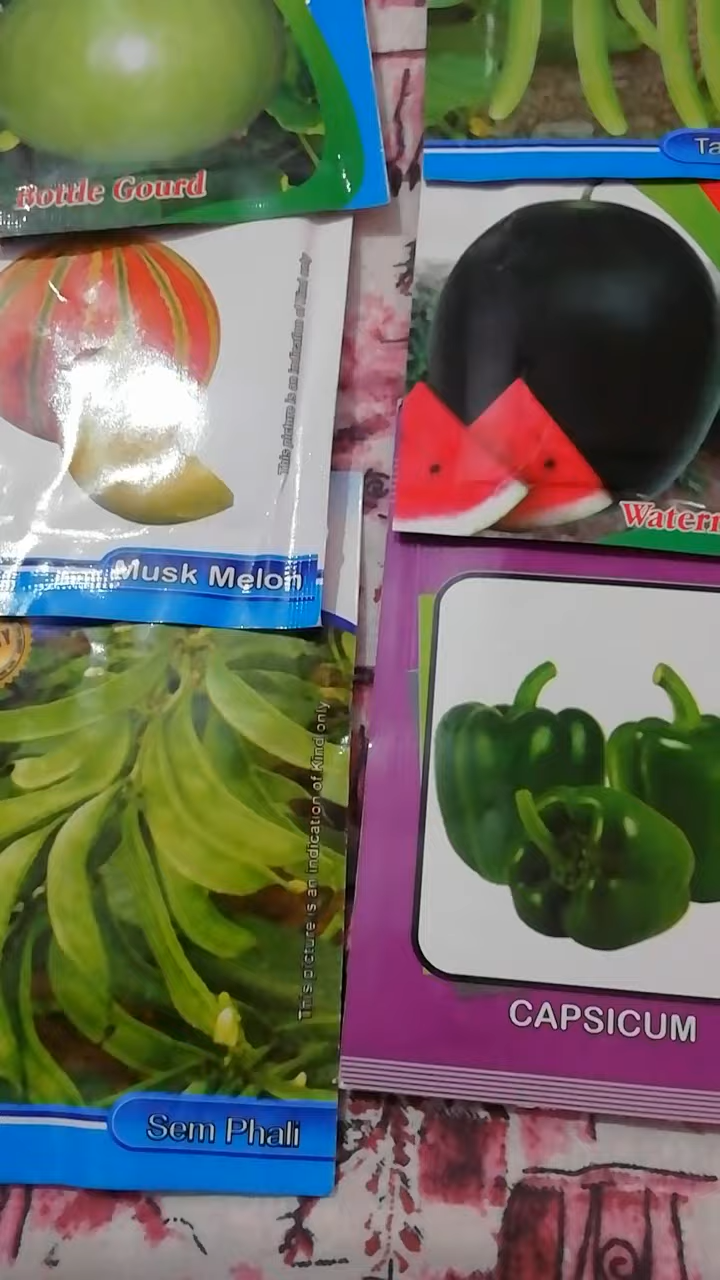 Bottle Gourd
This picture is an indication of Kind only
Musk Melon
This picture is an indication of Kind only
Sem Phali
Ta
Waterm
CAPSICUM